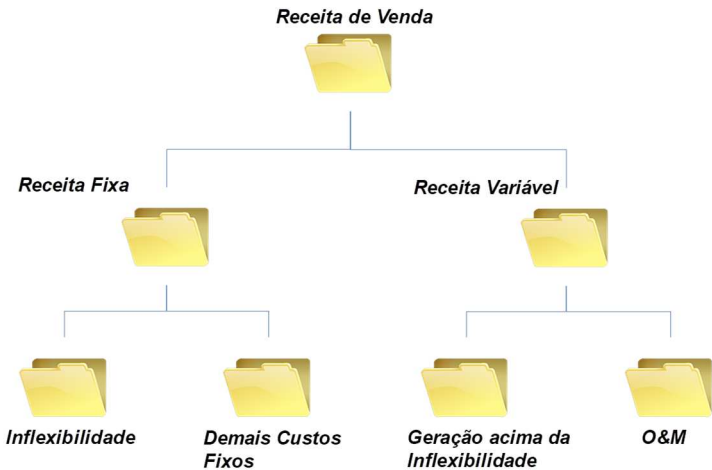 Receita de Venda
Receita Fixa
Receita Variável
Inflexibilidade
Demais Custos
Fixos
Geração acima da
Inflexibilidade
O&M